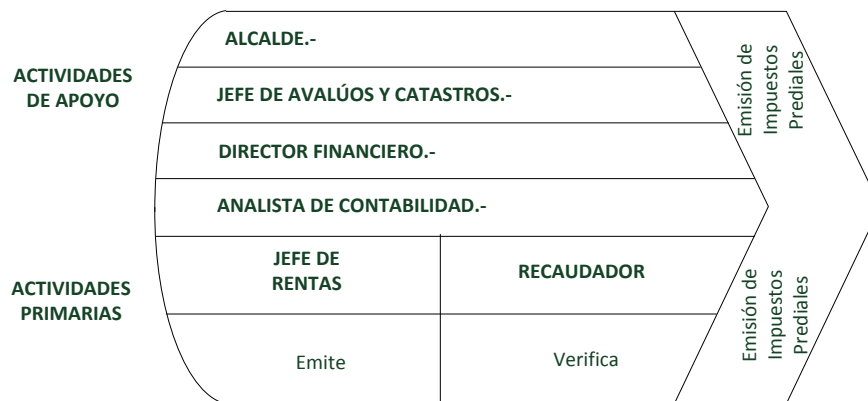 ACTIVIDADES
DE APOYO
ALCALDE.-
JEFE DE AVALÚOS Y CATASTROS.-
DIRECTOR FINANCIERO.-
ANALISTA DE CONTABILIDAD.-
Emisión de
Impuestos
Prediales
ACTIVIDADES
PRIMARIAS
JEFE DE
RENTAS
RECAUDADOR
Emite
Verifica
Emisión de
Impuestos
Prediales